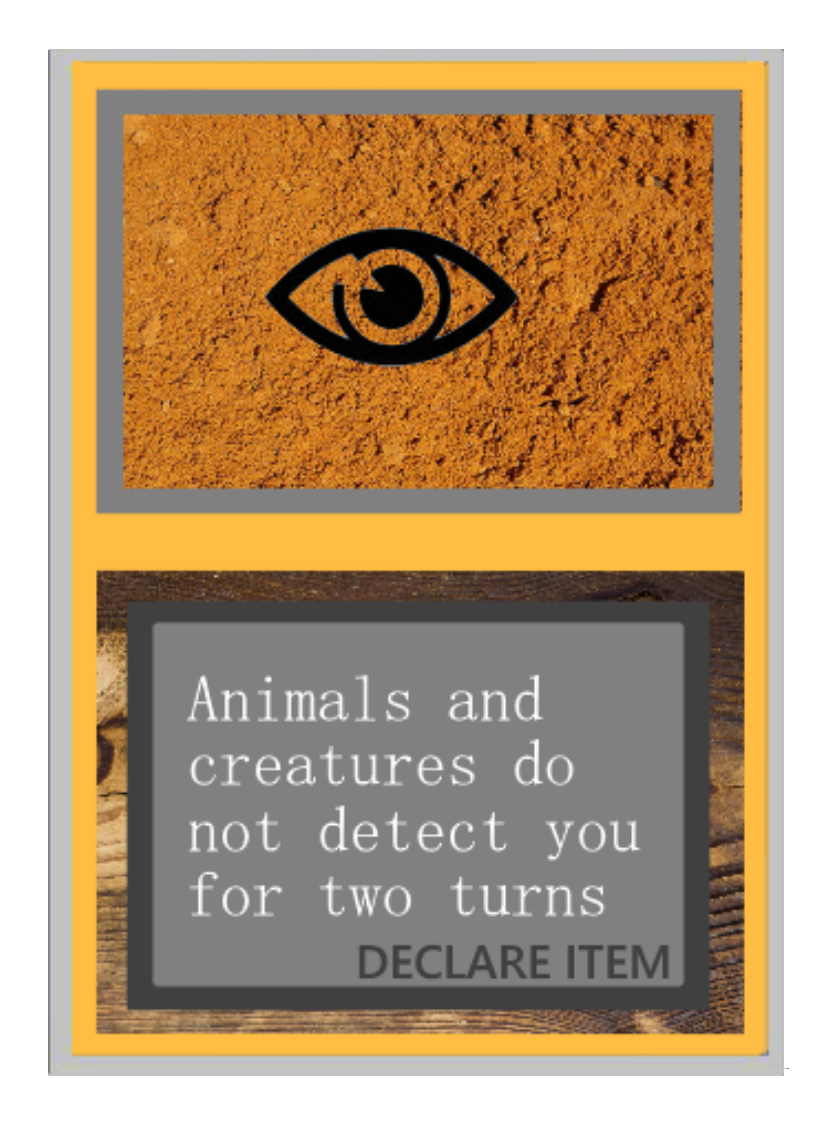 Animals and
creatures do
not detect you
for two turns
DECLARE ITEM